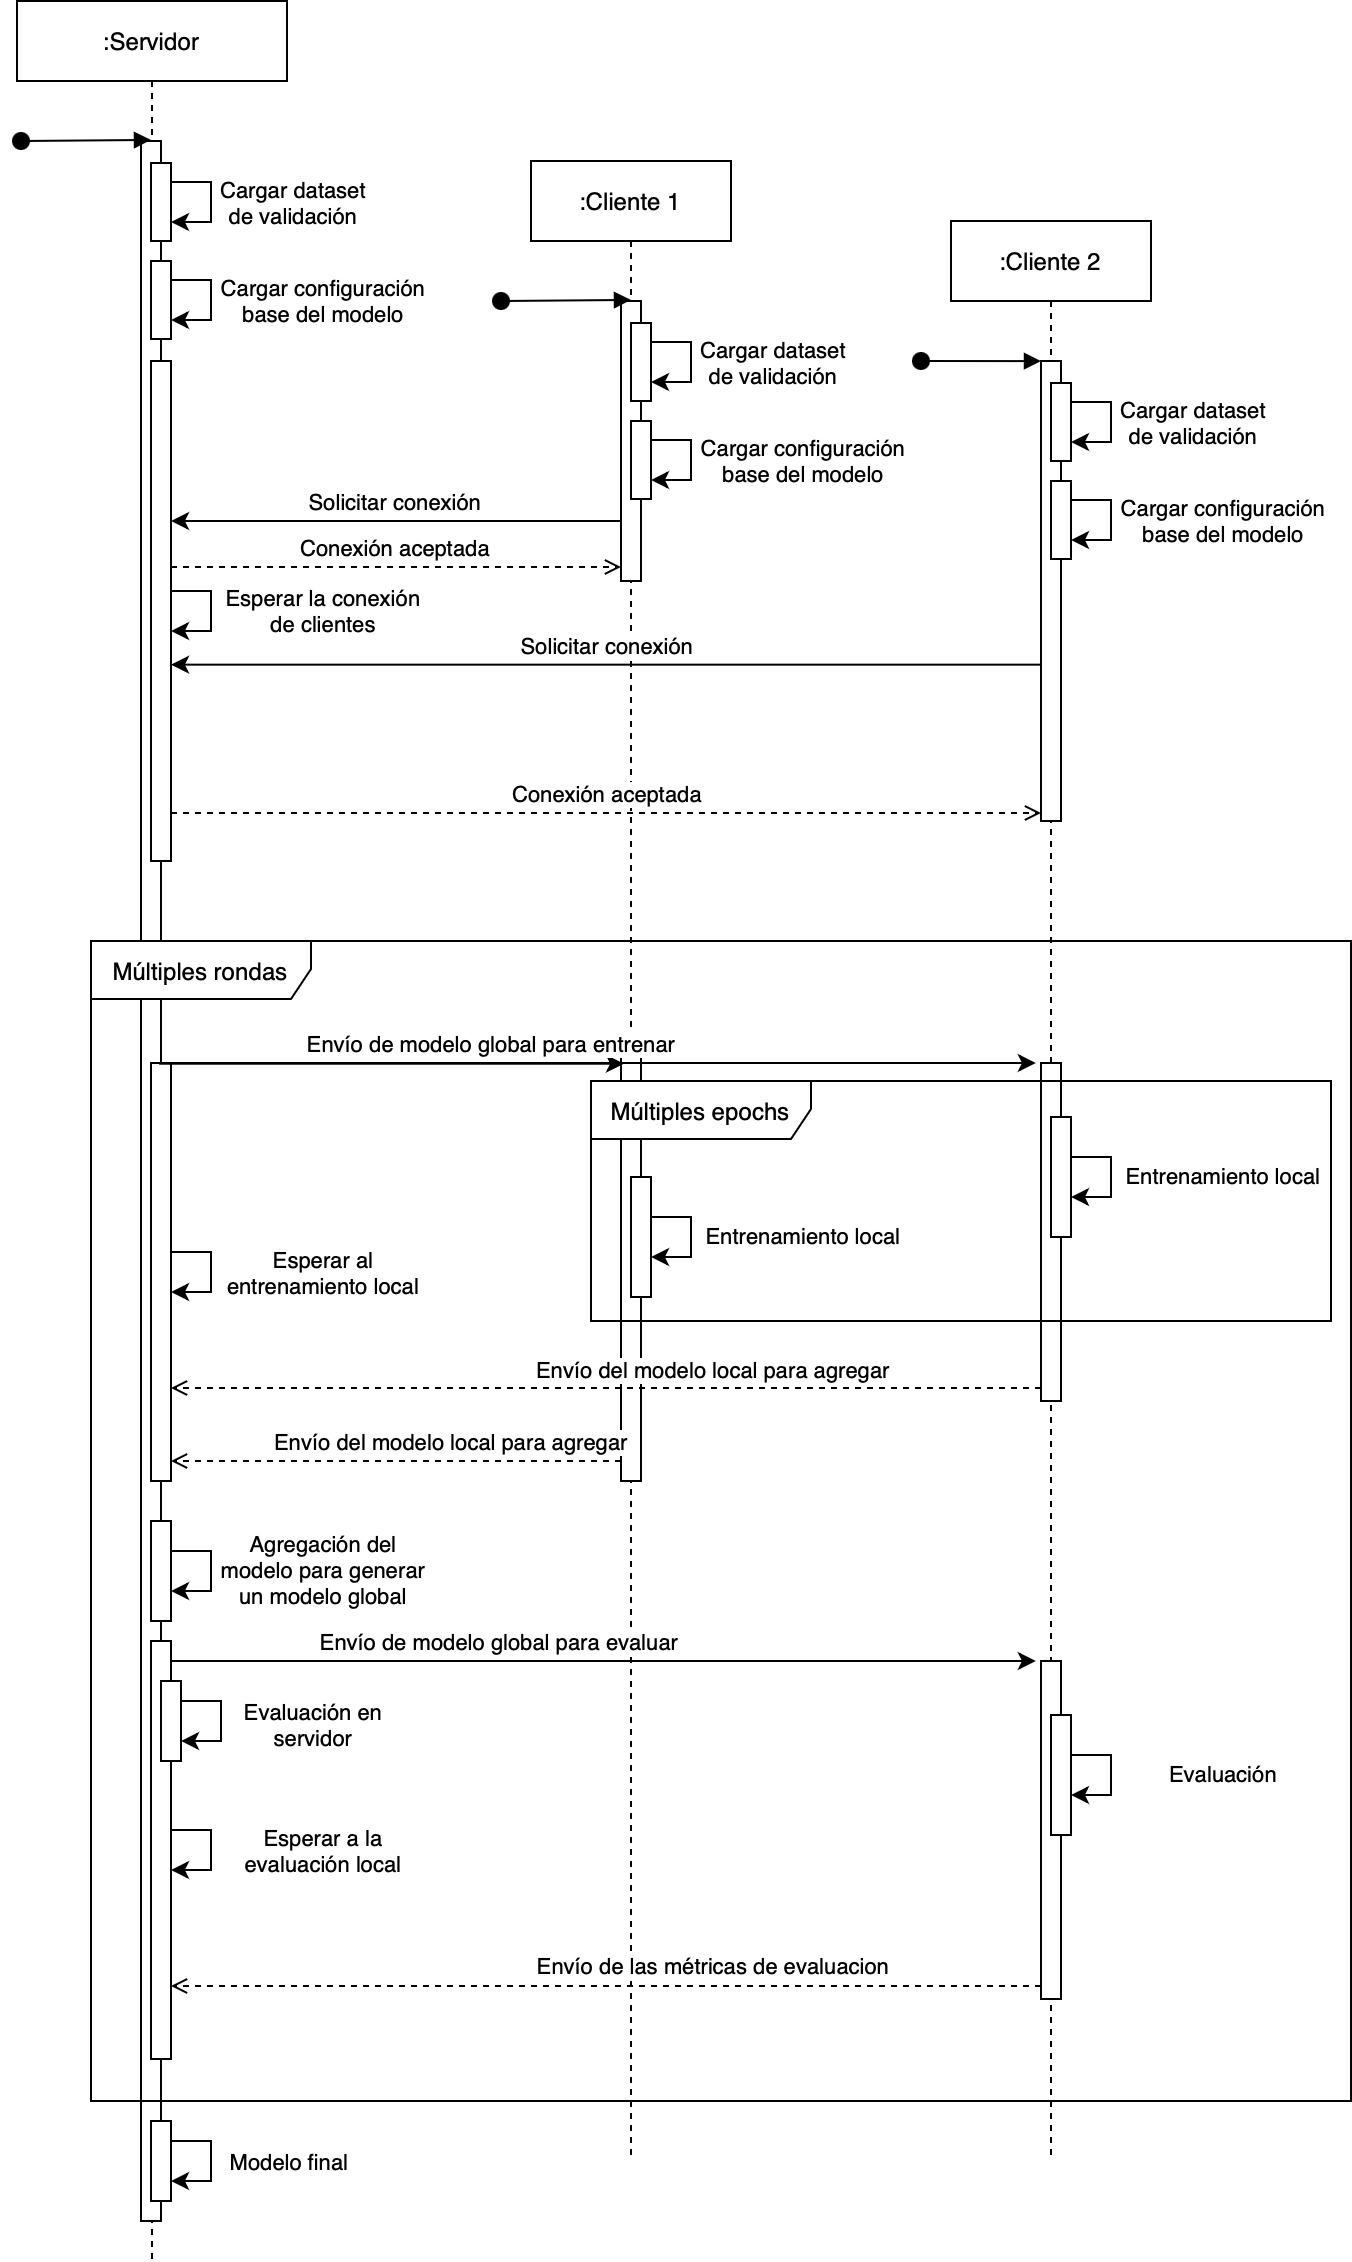 :Servidor
:Cliente 1
:Cliente 2
Cargar dataset
de validación
Cargar configuración
base del modelo
Cargar dataset
de validación
Cargar dataset
de validación
Cargar configuración
base del modelo
Solicitar conexión
Cargar configuración
base del modelo
Conexión aceptada
Esperar la conexión
de clientes
Solicitar conexión
Conexión aceptada
Múltiples rondas
Envío de modelo global para entrenar
Múltiples epochs
Entrenamiento local
Entrenamiento local
Esperar al
entrenamiento local
Envío del modelo local para agregar
Envío del modelo local para agregar
Agregación del
modelo para generar
un modelo global
Envío de modelo global para evaluar
Evaluación en
servidor
Evaluación
Esperar a la
evaluación local
Envío de las métricas de evaluacion
Modelo final